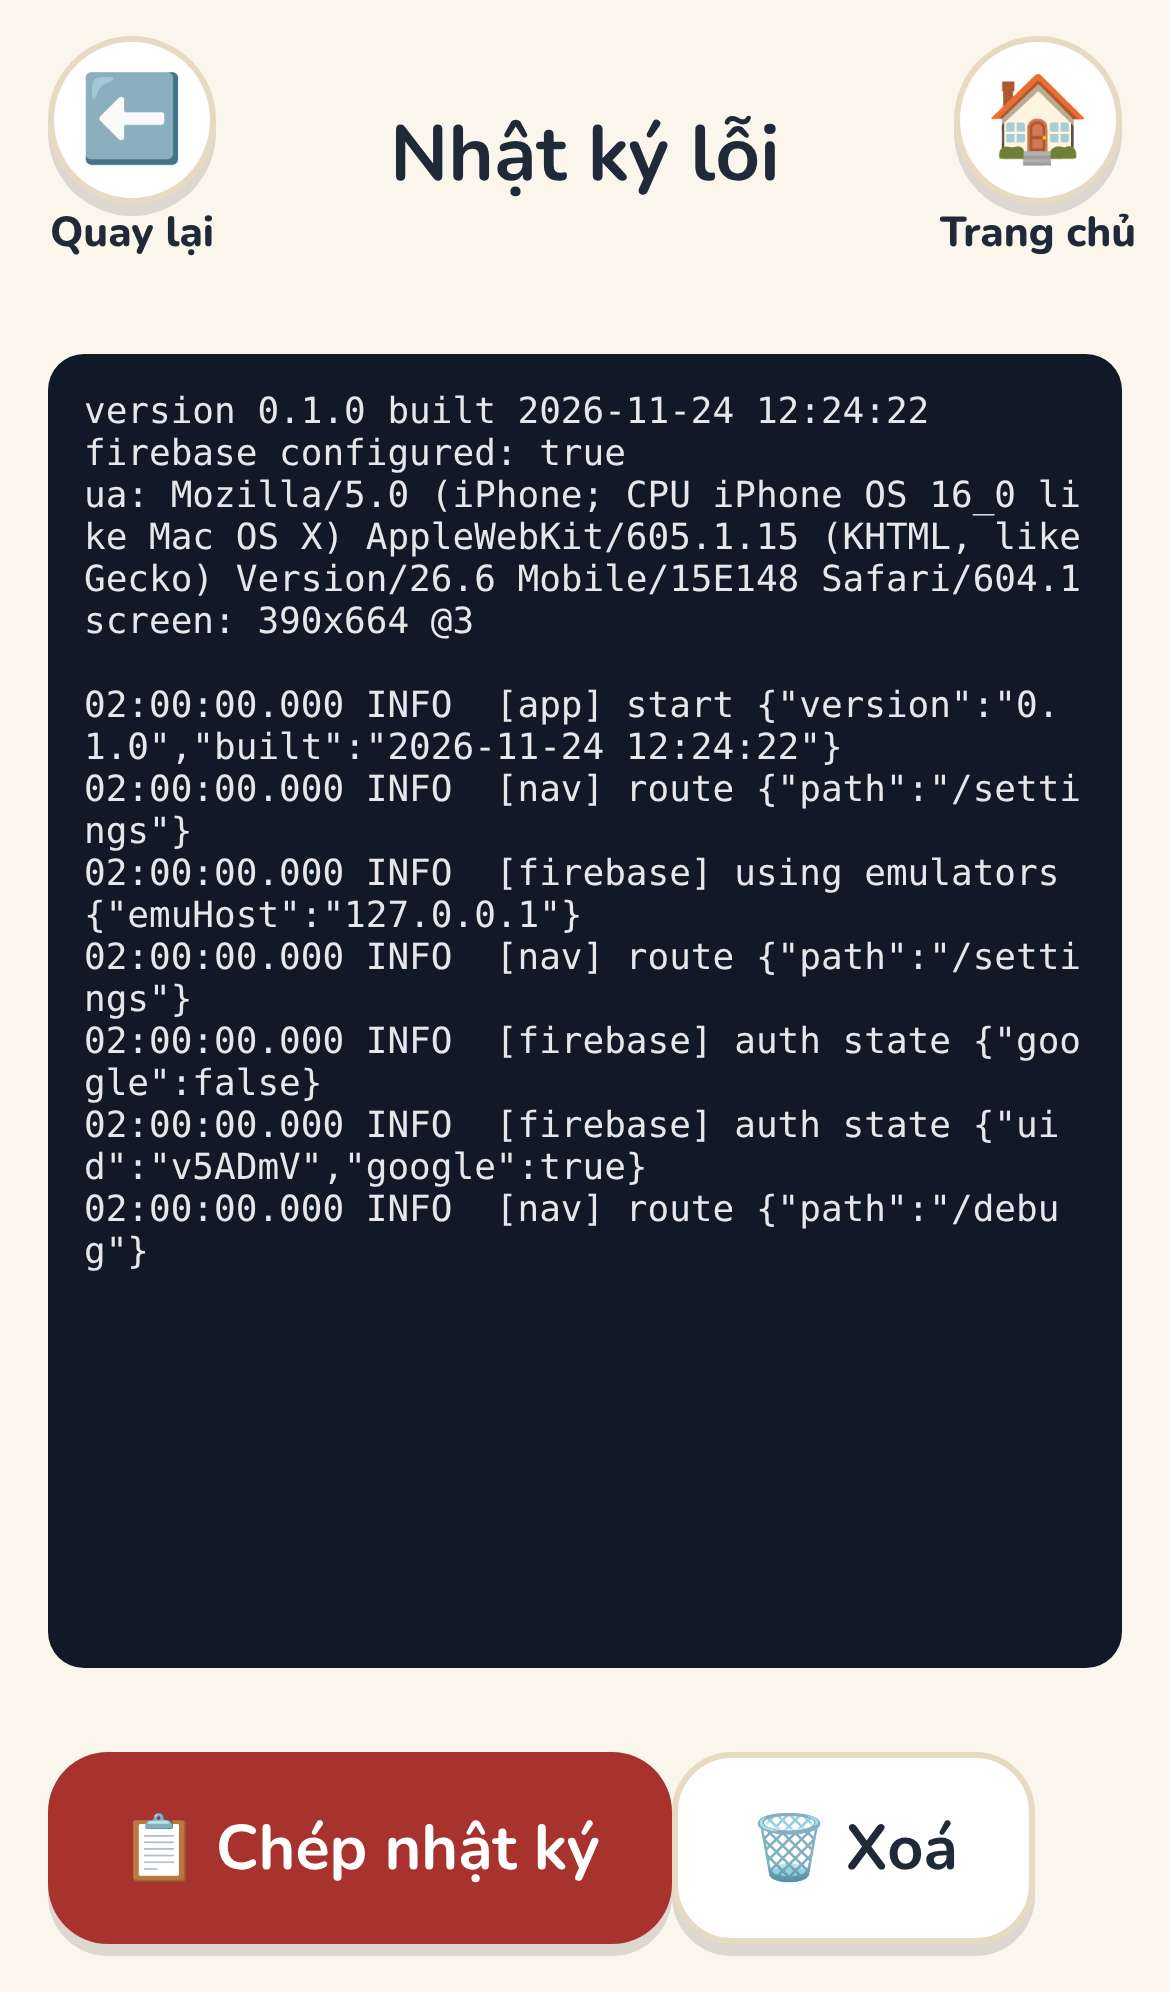 Nhật ký lỗi
Quay lại
Trang chủ
version 0.1.0 built 2026-11-24 12:24:22
firebase configured: true
ua: Mozilla/5.0 (iPhone; CPU iPhone OS 16_0 li
ke Mac OS X) AppleWebKit/605.1.15 (KHTML, like
Gecko) Version/26.6 Mobile/15E148 Safari/604.1
screen: 390x664 @3
02:00:00.000 INFO  [app] start {"version":"0.
1.0","built":"2026-11-24 12:24:22"}
02:00:00.000 INFO  [nav] route {"path":"/setti
ngs"}
02:00:00.000 INFO  [firebase] using emulators
{"emuHost":"127.0.0.1"}
02:00:00.000 INFO  [nav] route {"path":"/setti
ngs"}
02:00:00.000 INFO  [firebase] auth state {"goo
gle":false}
02:00:00.000 INFO  [firebase] auth state {"ui
d":"v5ADmV","google":true}
02:00:00.000 INFO  [nav] route {"path":"/debu
g"}
Chép nhật ký
Xoá